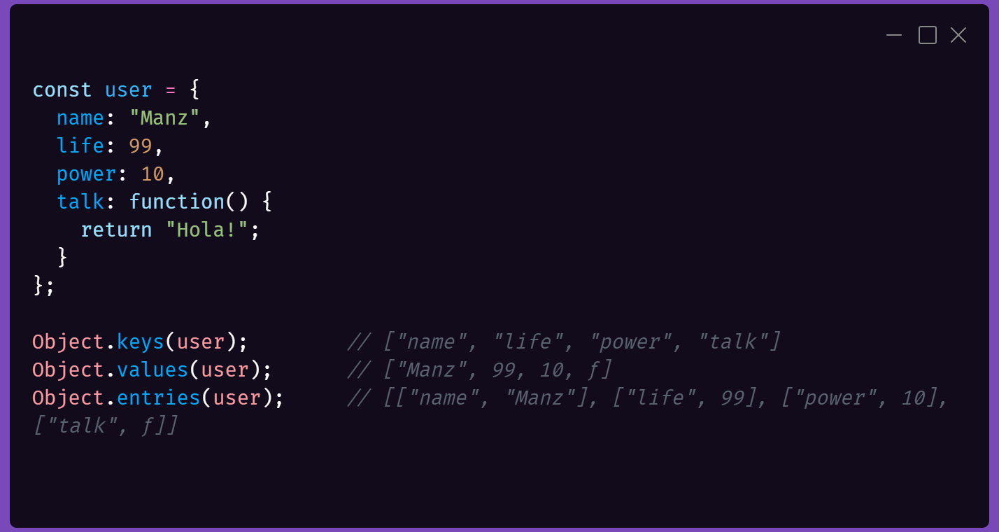 const user = {
  name: "Manz",
  life: 99,
  power: 10,
  talk: function() {
    return "Hola!";
  }
};

Object.keys(user);        // ["name", "life", "power", "talk"]
Object.values(user);      // ["Manz", 99, 10, ƒ]
Object.entries(user);     // [["name", "Manz"], ["life", 99], ["power", 10],
["talk", ƒ]]